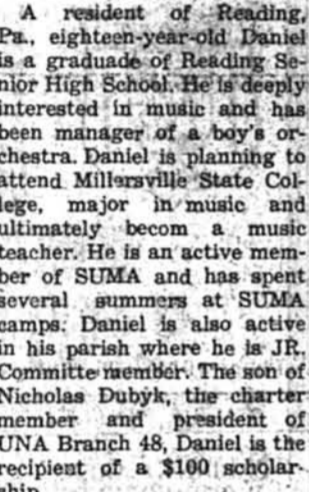 A resident of Reading,
Pa., eighteen-year-old Daniel
is a graduade of Reading Se-
nior High School. He is deeply
interested in music and has
been manager of a boy's or-
chestra. Daniel is planning to
attend Millersville State Col-
lege, major in music and
ultimately becom a music
teacher. He is an active mem-
ber of SUMA and has spent
several summers at SUMA
camps. Daniel is also active
in his parish where he is JR.
Committe member. The son of
Nicholas Dubyk, the charter
member and president of
UNA Branch 48, Daniel is the
recipient of a $100 scholar-
ship.